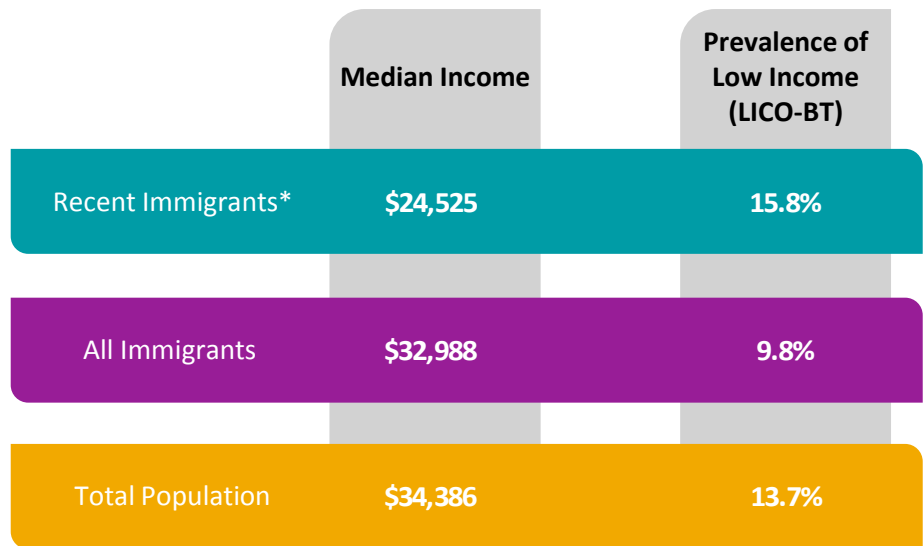 Median Income
Prevalence of
Low Income
(LICO-BT)
Recent Immigrants* $24,525 15.8%
All Immigrants $32,988 9.8%
Total Population $34,386 13.7%